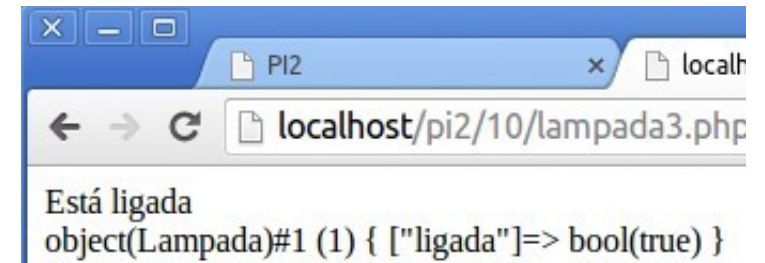 PI2
localh
localhost/pi2/10/lampada3.php
Está ligada
object(Lampada)#1 (1) { ["ligada"]=> bool(true) }